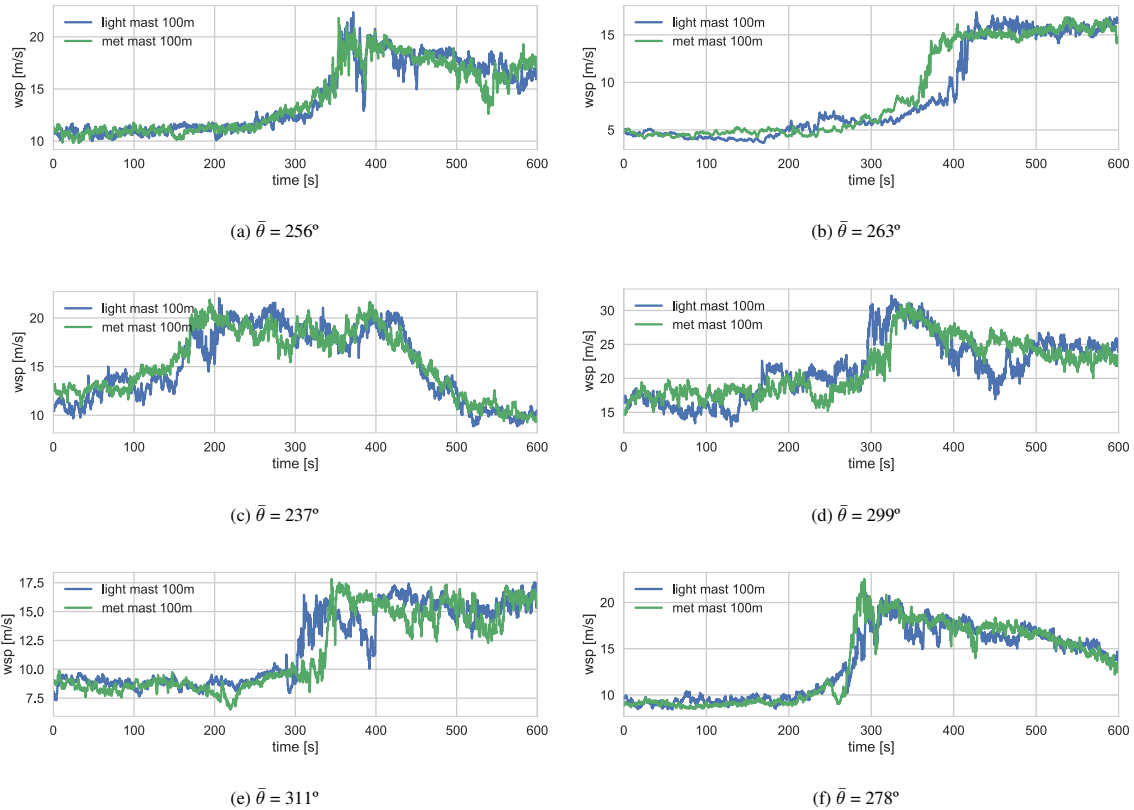 light mast 100m
met mast 100m
wsp [m/s]
20
15
10
0 100 200 300 400 500 600
time [s]
(a) θ̄ = 256º
light mast 100m
met mast 100m
wsp [m/s]
15
10
5
0 100 200 300 400 500 600
time [s]
(b) θ̄ = 263º
light mast 100m
met mast 100m
wsp [m/s]
20
15
10
0 100 200 300 400 500 600
time [s]
(c) θ̄ = 237º
light mast 100m
met mast 100m
wsp [m/s]
30
25
20
15
0 100 200 300 400 500 600
time [s]
(d) θ̄ = 299º
light mast 100m
met mast 100m
wsp [m/s]
17.5
15.0
12.5
10.0
7.5
0 100 200 300 400 500 600
time [s]
(e) θ̄ = 311º
light mast 100m
met mast 100m
wsp [m/s]
20
15
10
0 100 200 300 400 500 600
time [s]
(f) θ̄ = 278º